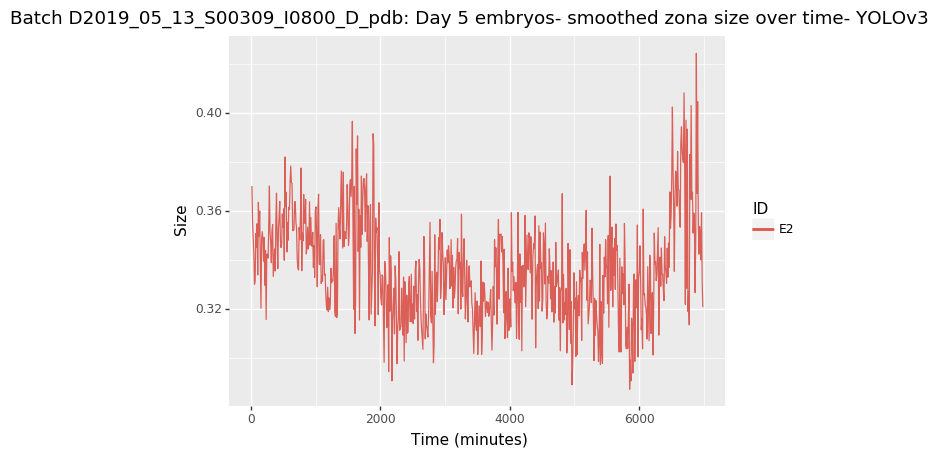 Batch D2019_05_13_S00309_I0800_D_pdb: Day 5 embryos- smoothed zona size over time- YOLOv3
0.40
0.36
0.32
Size
0
2000
4000
6000
Time (minutes)
ID
E2